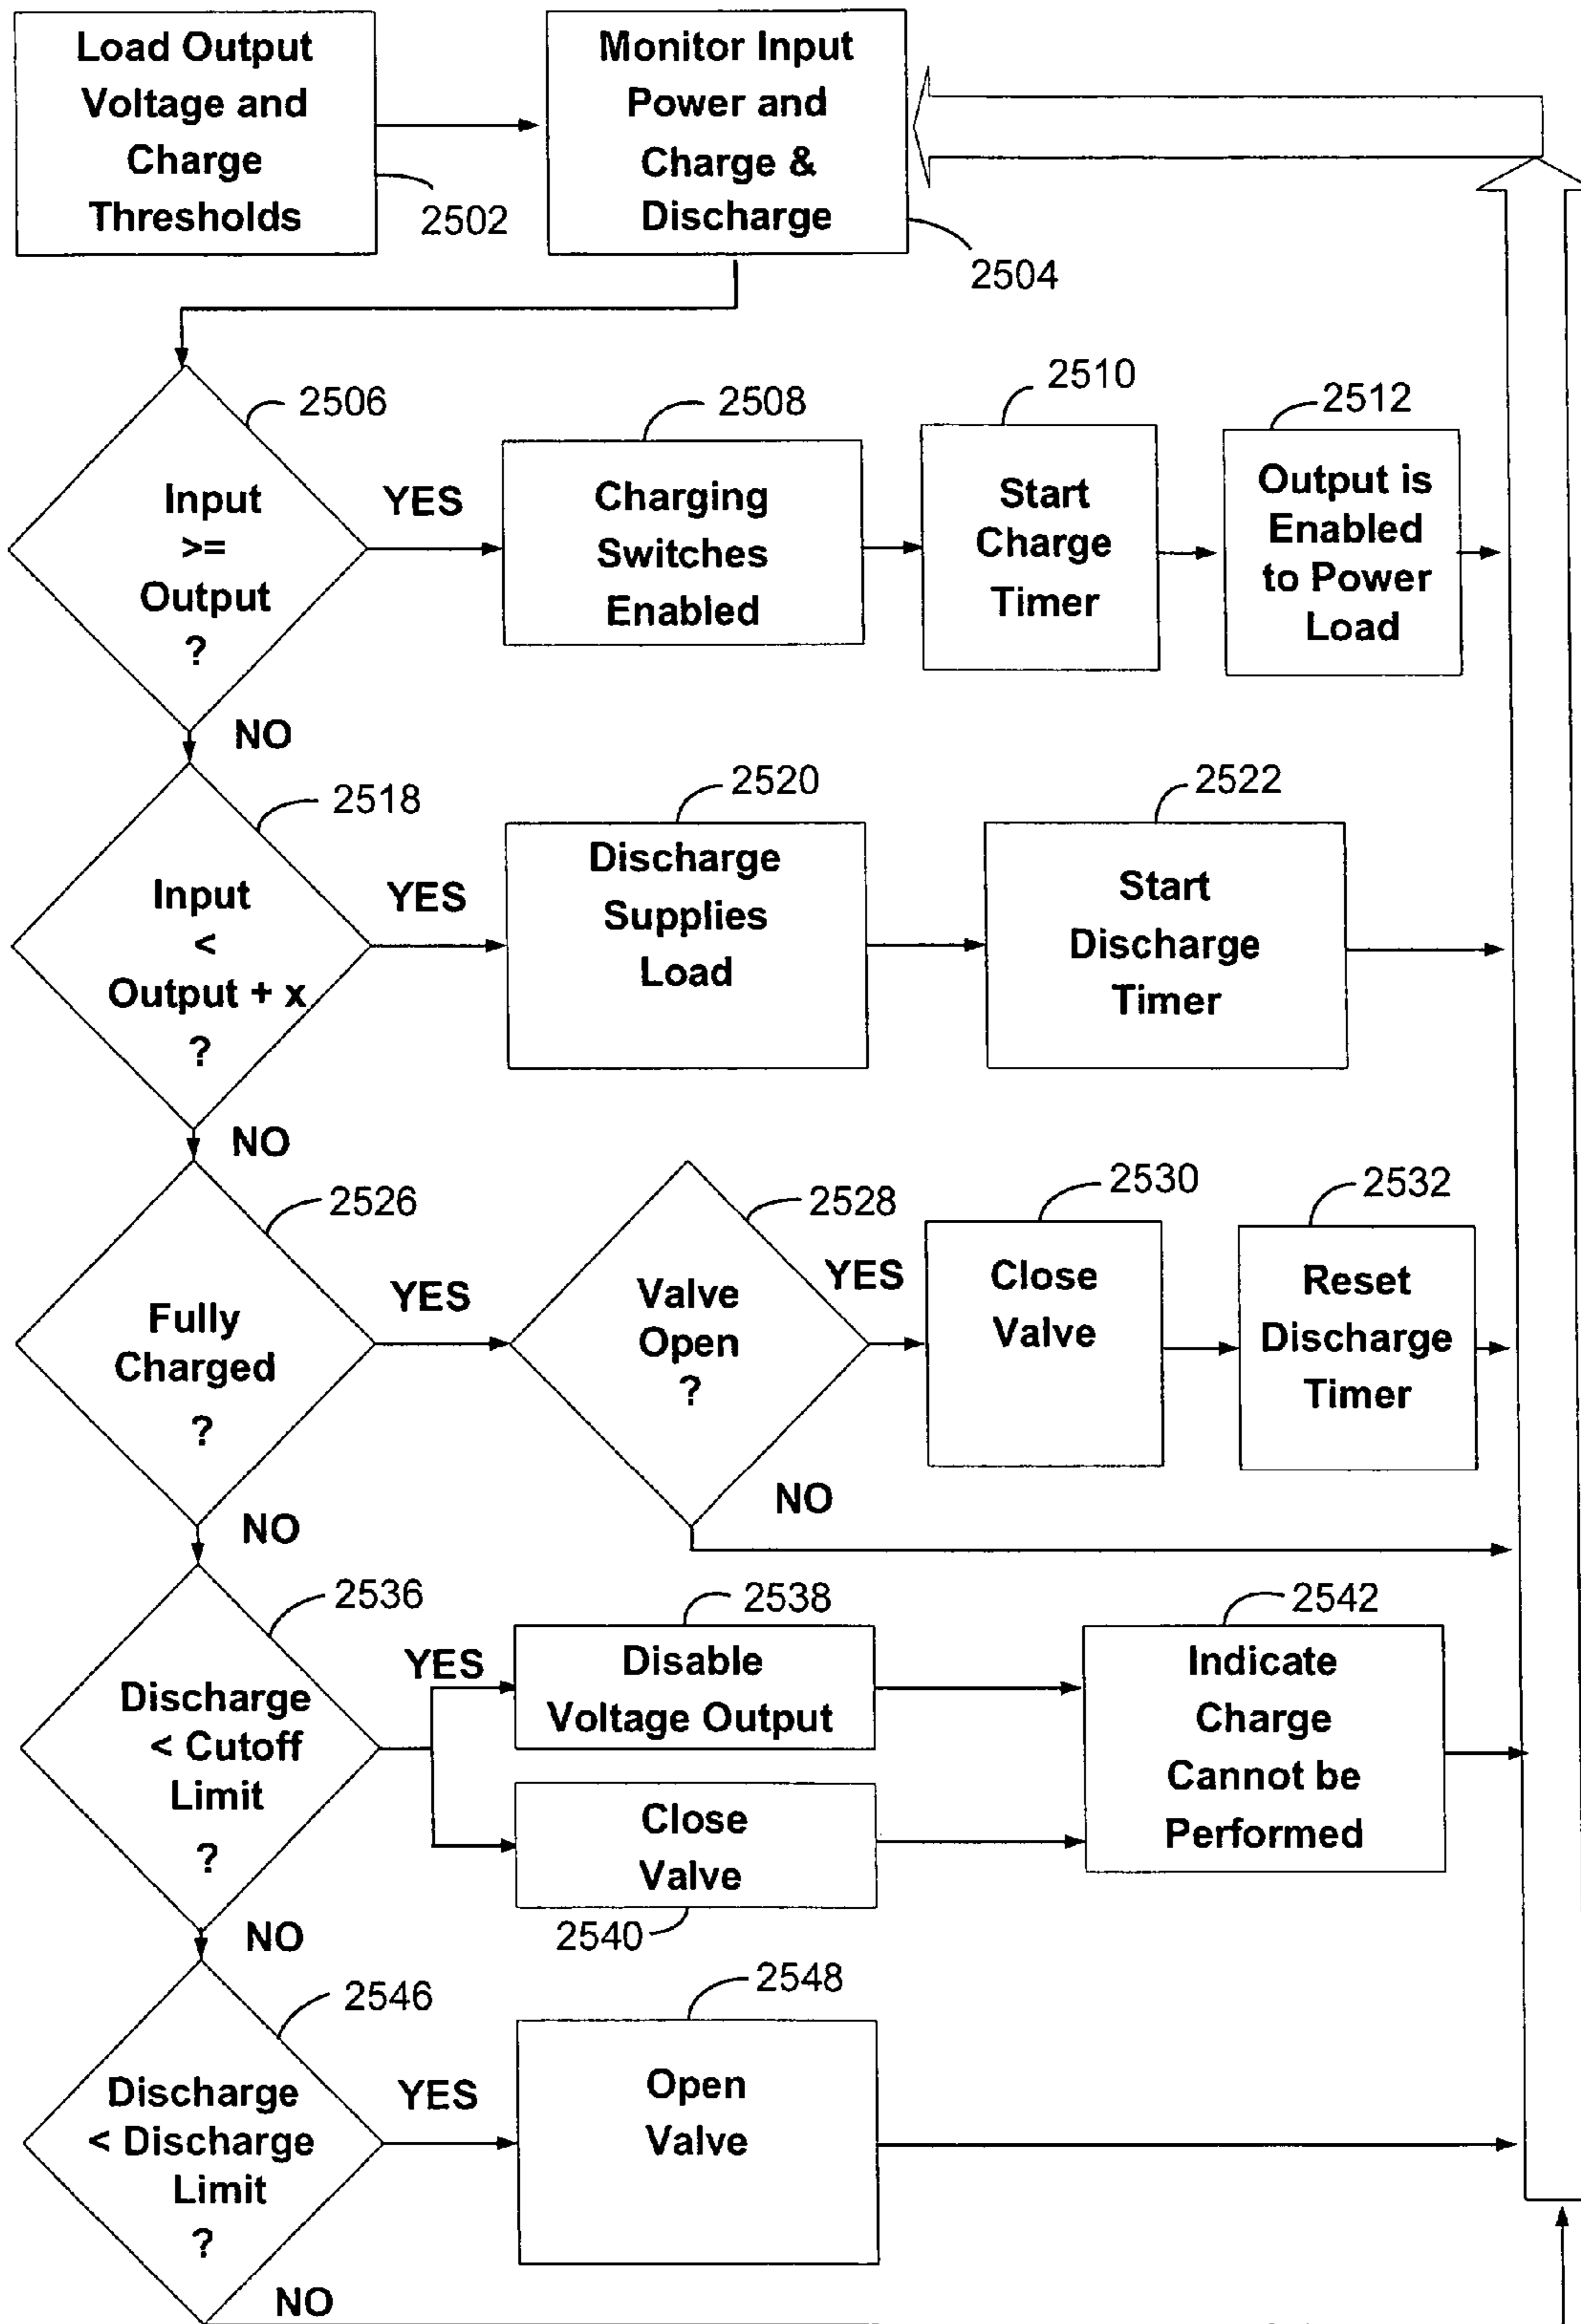 Load Output
Voltage and
Charge
Thresholds
2502
Monitor Input
Power and
Charge &
Discharge
2504
2506
Input
>=
Output
?
YES
2508
Charging
Switches
Enabled
2510
Start
Charge
Timer
2512
Output is
Enabled
to Power
Load
NO
2518
Input
<
Output + x
?
YES
2520
Discharge
Supplies
Load
2522
Start
Discharge
Timer
NO
2526
Fully
Charged
?
YES
2528
Valve
Open
?
YES
2530
Close
Valve
2532
Reset
Discharge
Timer
NO
NO
2536
Discharge
< Cutoff
Limit
?
YES
2538
Disable
Voltage Output
Close
Valve
2540
2542
Indicate
Charge
Cannot be
Performed
NO
2546
Discharge
< Discharge
Limit
?
YES
2548
Open
Valve
NO